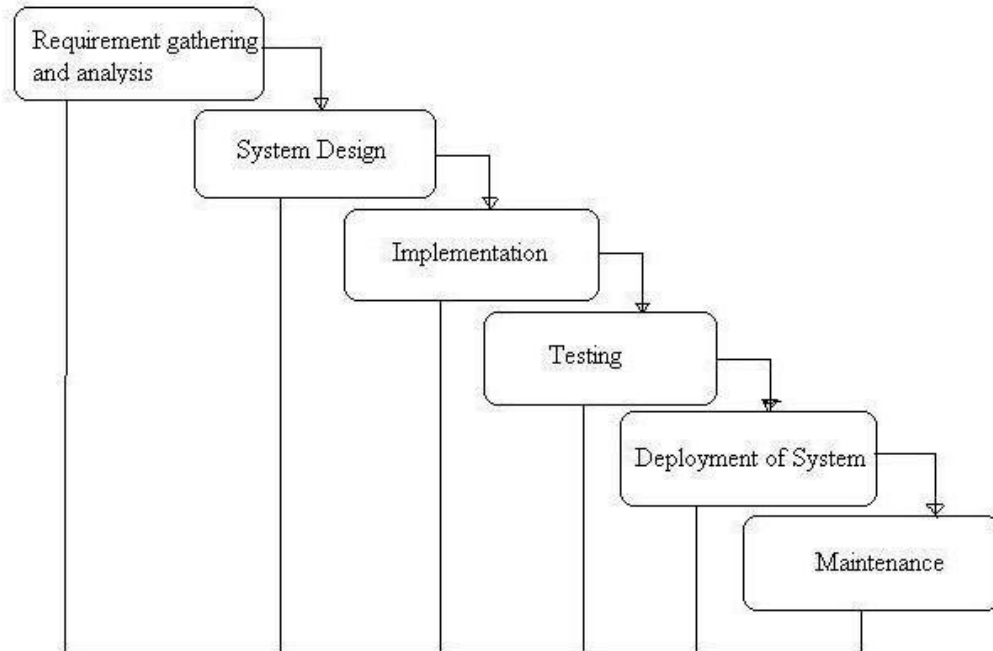 Requirement gathering
and analysis
System Design
Implementation
Testing
Deployment of System
Maintenance